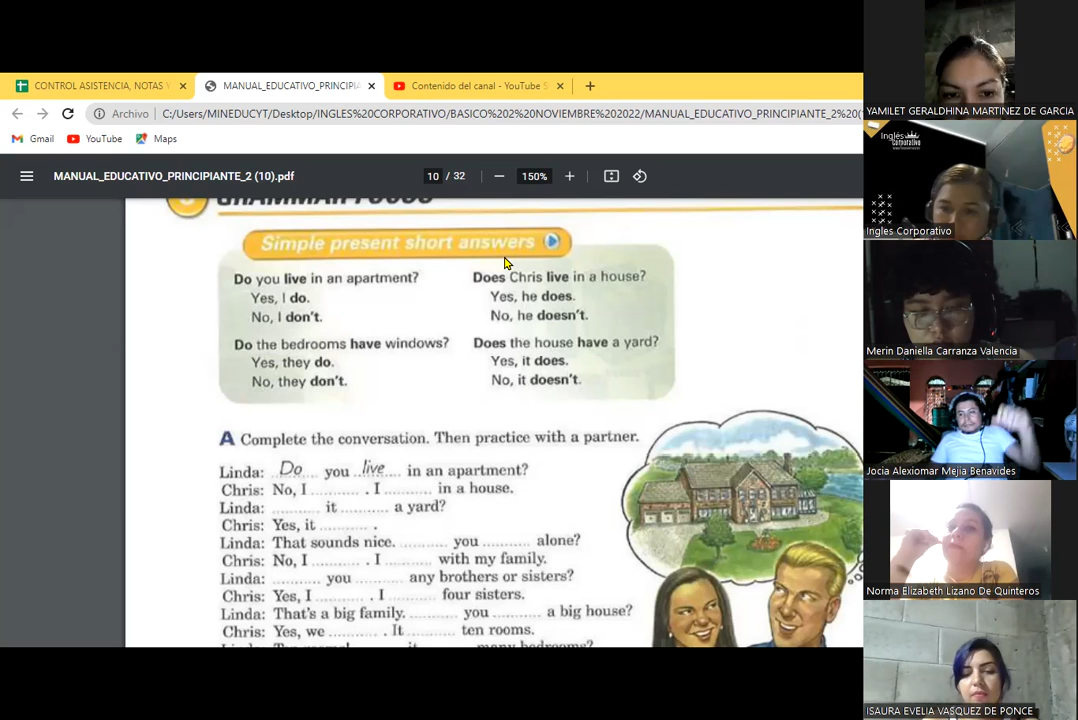 CONTROL ASISTENCIA, NOTAS Y
MANUAL_EDUCATIVO_PRINCIPIA
Contenido del canal - YouTube S
Archivo
C:/Users/MINEDUCYT/Desktop/INGLES%20CORPORATIVO/BASICO%202%20NOVIEMBRE%202022/MANUAL_EDUCATIVO_PRINCIPIANTE_2%20(
Gmail
YouTube
Maps
MANUAL_EDUCATIVO_PRINCIPIANTE_2 (10).pdf
10 / 32
150%
Simple present short answers
Do you live in an apartment?
Yes, I do.
No, I don't.
Do the bedrooms have windows?
Yes, they do.
No, they don't.
Does Chris live in a house?
Yes, he does.
No, he doesn't.
Does the house have a yard?
Yes, it does.
No, it doesn't.
A Complete the conversation. Then practice with a partner.
Linda: Do you live in an apartment?
Chris: No, I .......... . I .......... in a house.
Linda: .......... it .......... a yard?
Chris: Yes, it .......... .
Linda: That sounds nice. .......... you .......... alone?
Chris: No, I .......... . I .......... with my family.
Linda: .......... you .......... any brothers or sisters?
Chris: Yes, I .......... . I .......... four sisters.
Linda: That's a big family. .......... you .......... a big house?
Chris: Yes, we .......... . It .......... ten rooms.
YAMILET GERALDHINA MARTINEZ DE GARCIA
Inglés
Corporativo
Ingles Corporativo
Merin Daniella Carranza Valencia
Jocia Alexiomar Mejia Benavides
Norma Elizabeth Lizano De Quinteros
ISAURA EVELIA VASQUEZ DE PONCE